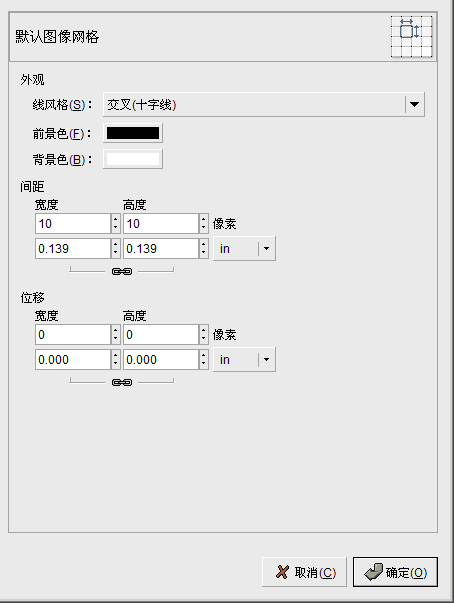 默认图像网格
外观
线风格(S)： 交叉(十字线)
前景色(F)：
背景色(B)：
间距
宽度 高度
10 10 像素
0.139 0.139 in
位移
宽度 高度
0 0 像素
0.000 0.000 in
取消(C) 确定(O)